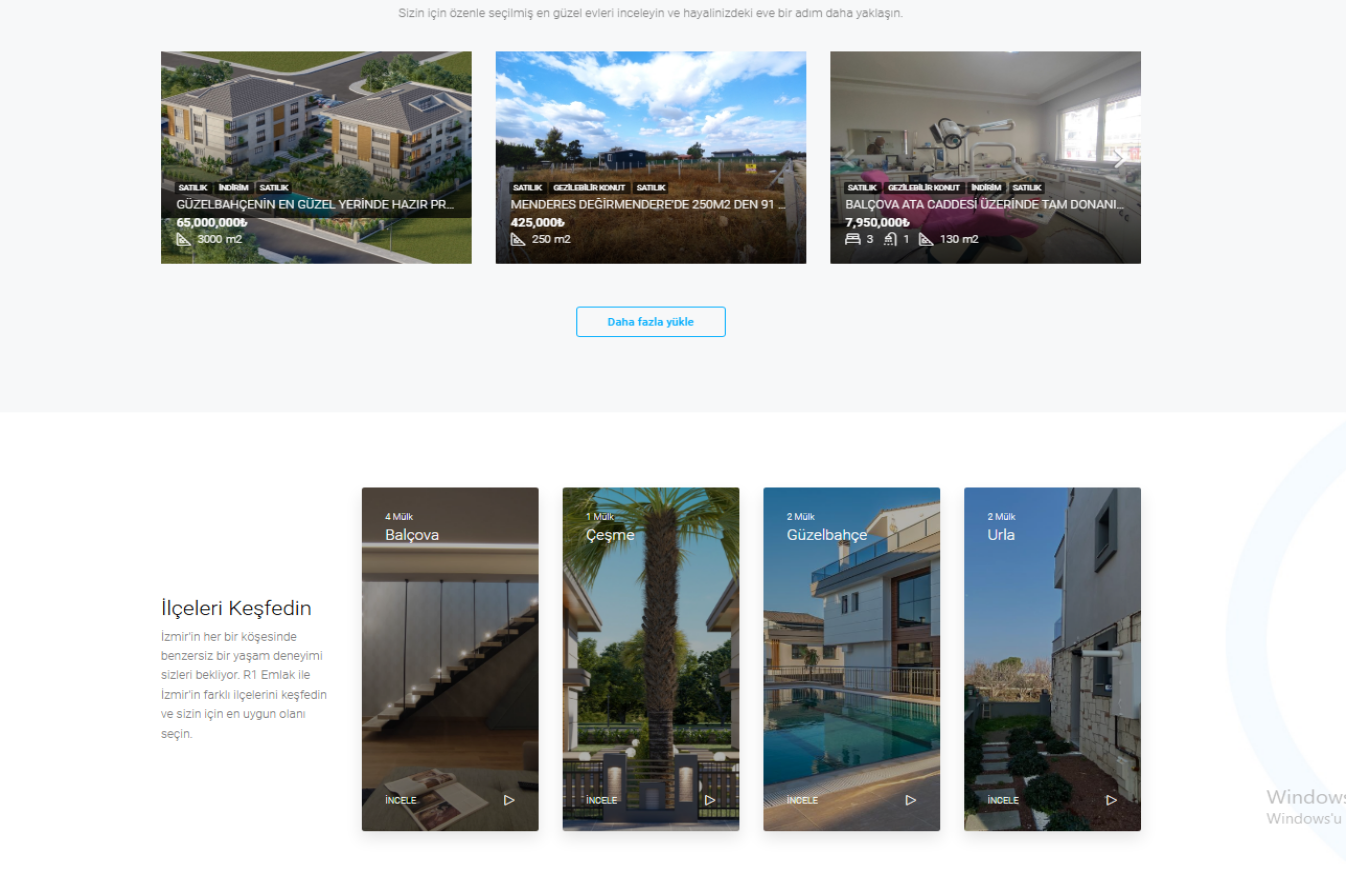 Sizin için özenle seçilmiş en güzel evleri inceleyin ve hayalinizdeki eve bir adım daha yaklaşın.
SATILIK İNDİRİM SATILIK
GÜZELBAHÇENİN EN GÜZEL YERİNDE HAZIR PR...
65,000,000₺
3000 m2
SATILIK GEZİLEBİLİR KONUT SATILIK
MENDERES DEĞİRMENDERE'DE 250M2 DEN 91 ...
425,000₺
250 m2
SATILIK GEZİLEBİLİR KONUT İNDİRİM SATILIK
BALÇOVA ATA CADDESİ ÜZERİNDE TAM DONANI...
7,950,000₺
3 1 130 m2
Daha fazla yükle
İlçeleri Keşfedin
İzmir'in her bir köşesinde
benzersiz bir yaşam deneyimi
sizleri bekliyor. R1 Emlak ile
İzmir'in farklı ilçelerini keşfedin
ve sizin için en uygun olanı
seçin.
4 Mülk
Balçova
İNCELE
1 Mülk
Çeşme
İNCELE
2 Mülk
Güzelbahçe
İNCELE
2 Mülk
Urla
İNCELE
Windows
Windows'u